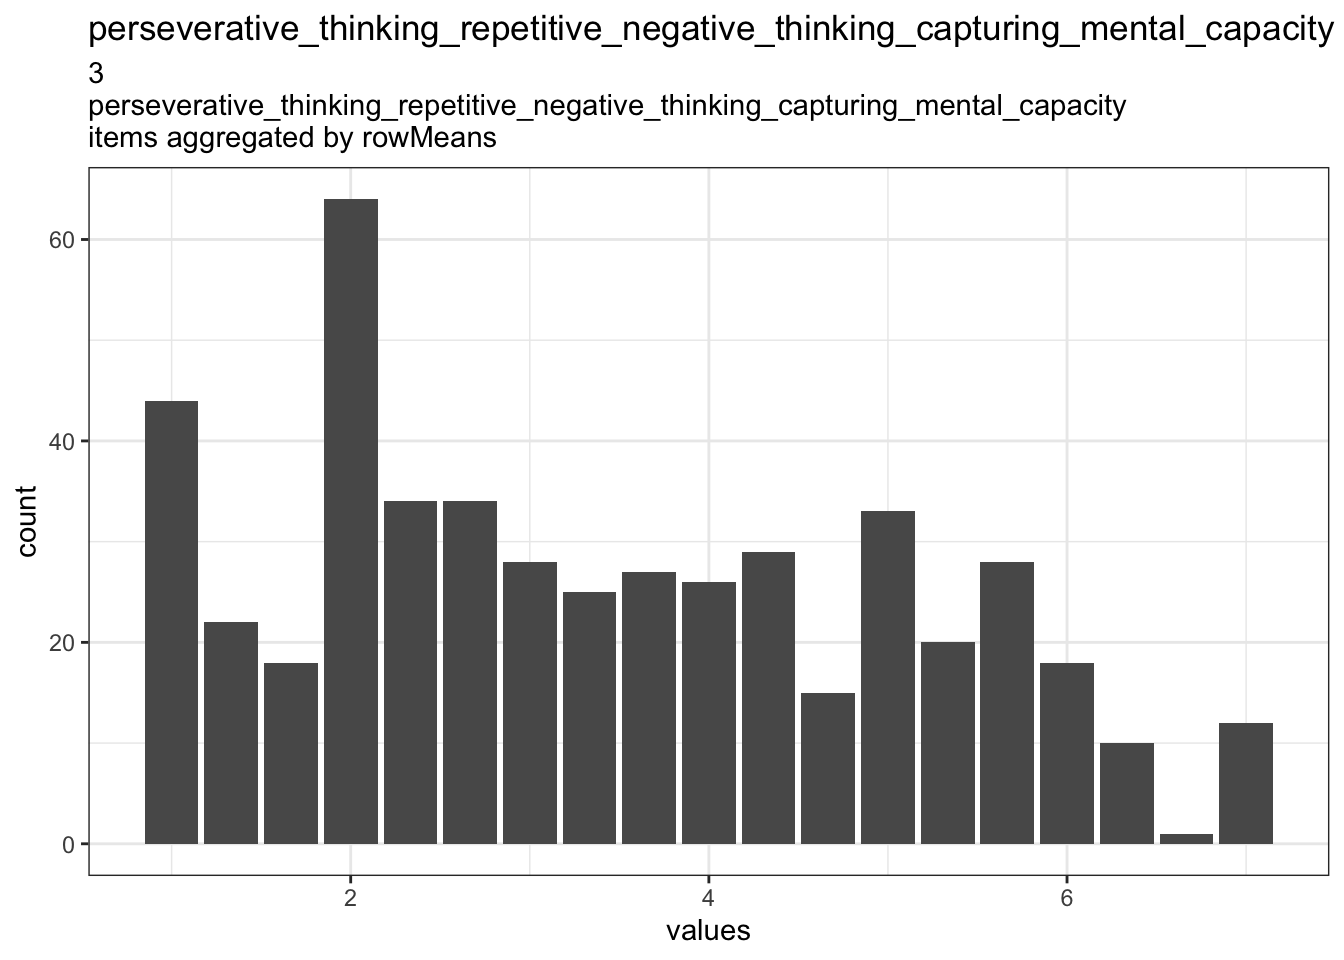 perseverative_thinking_repetitive_negative_thinking_capturing_mental_capacity
3
perseverative_thinking_repetitive_negative_thinking_capturing_mental_capacity
items aggregated by rowMeans
60
40
20
0
count
2
4
6
values